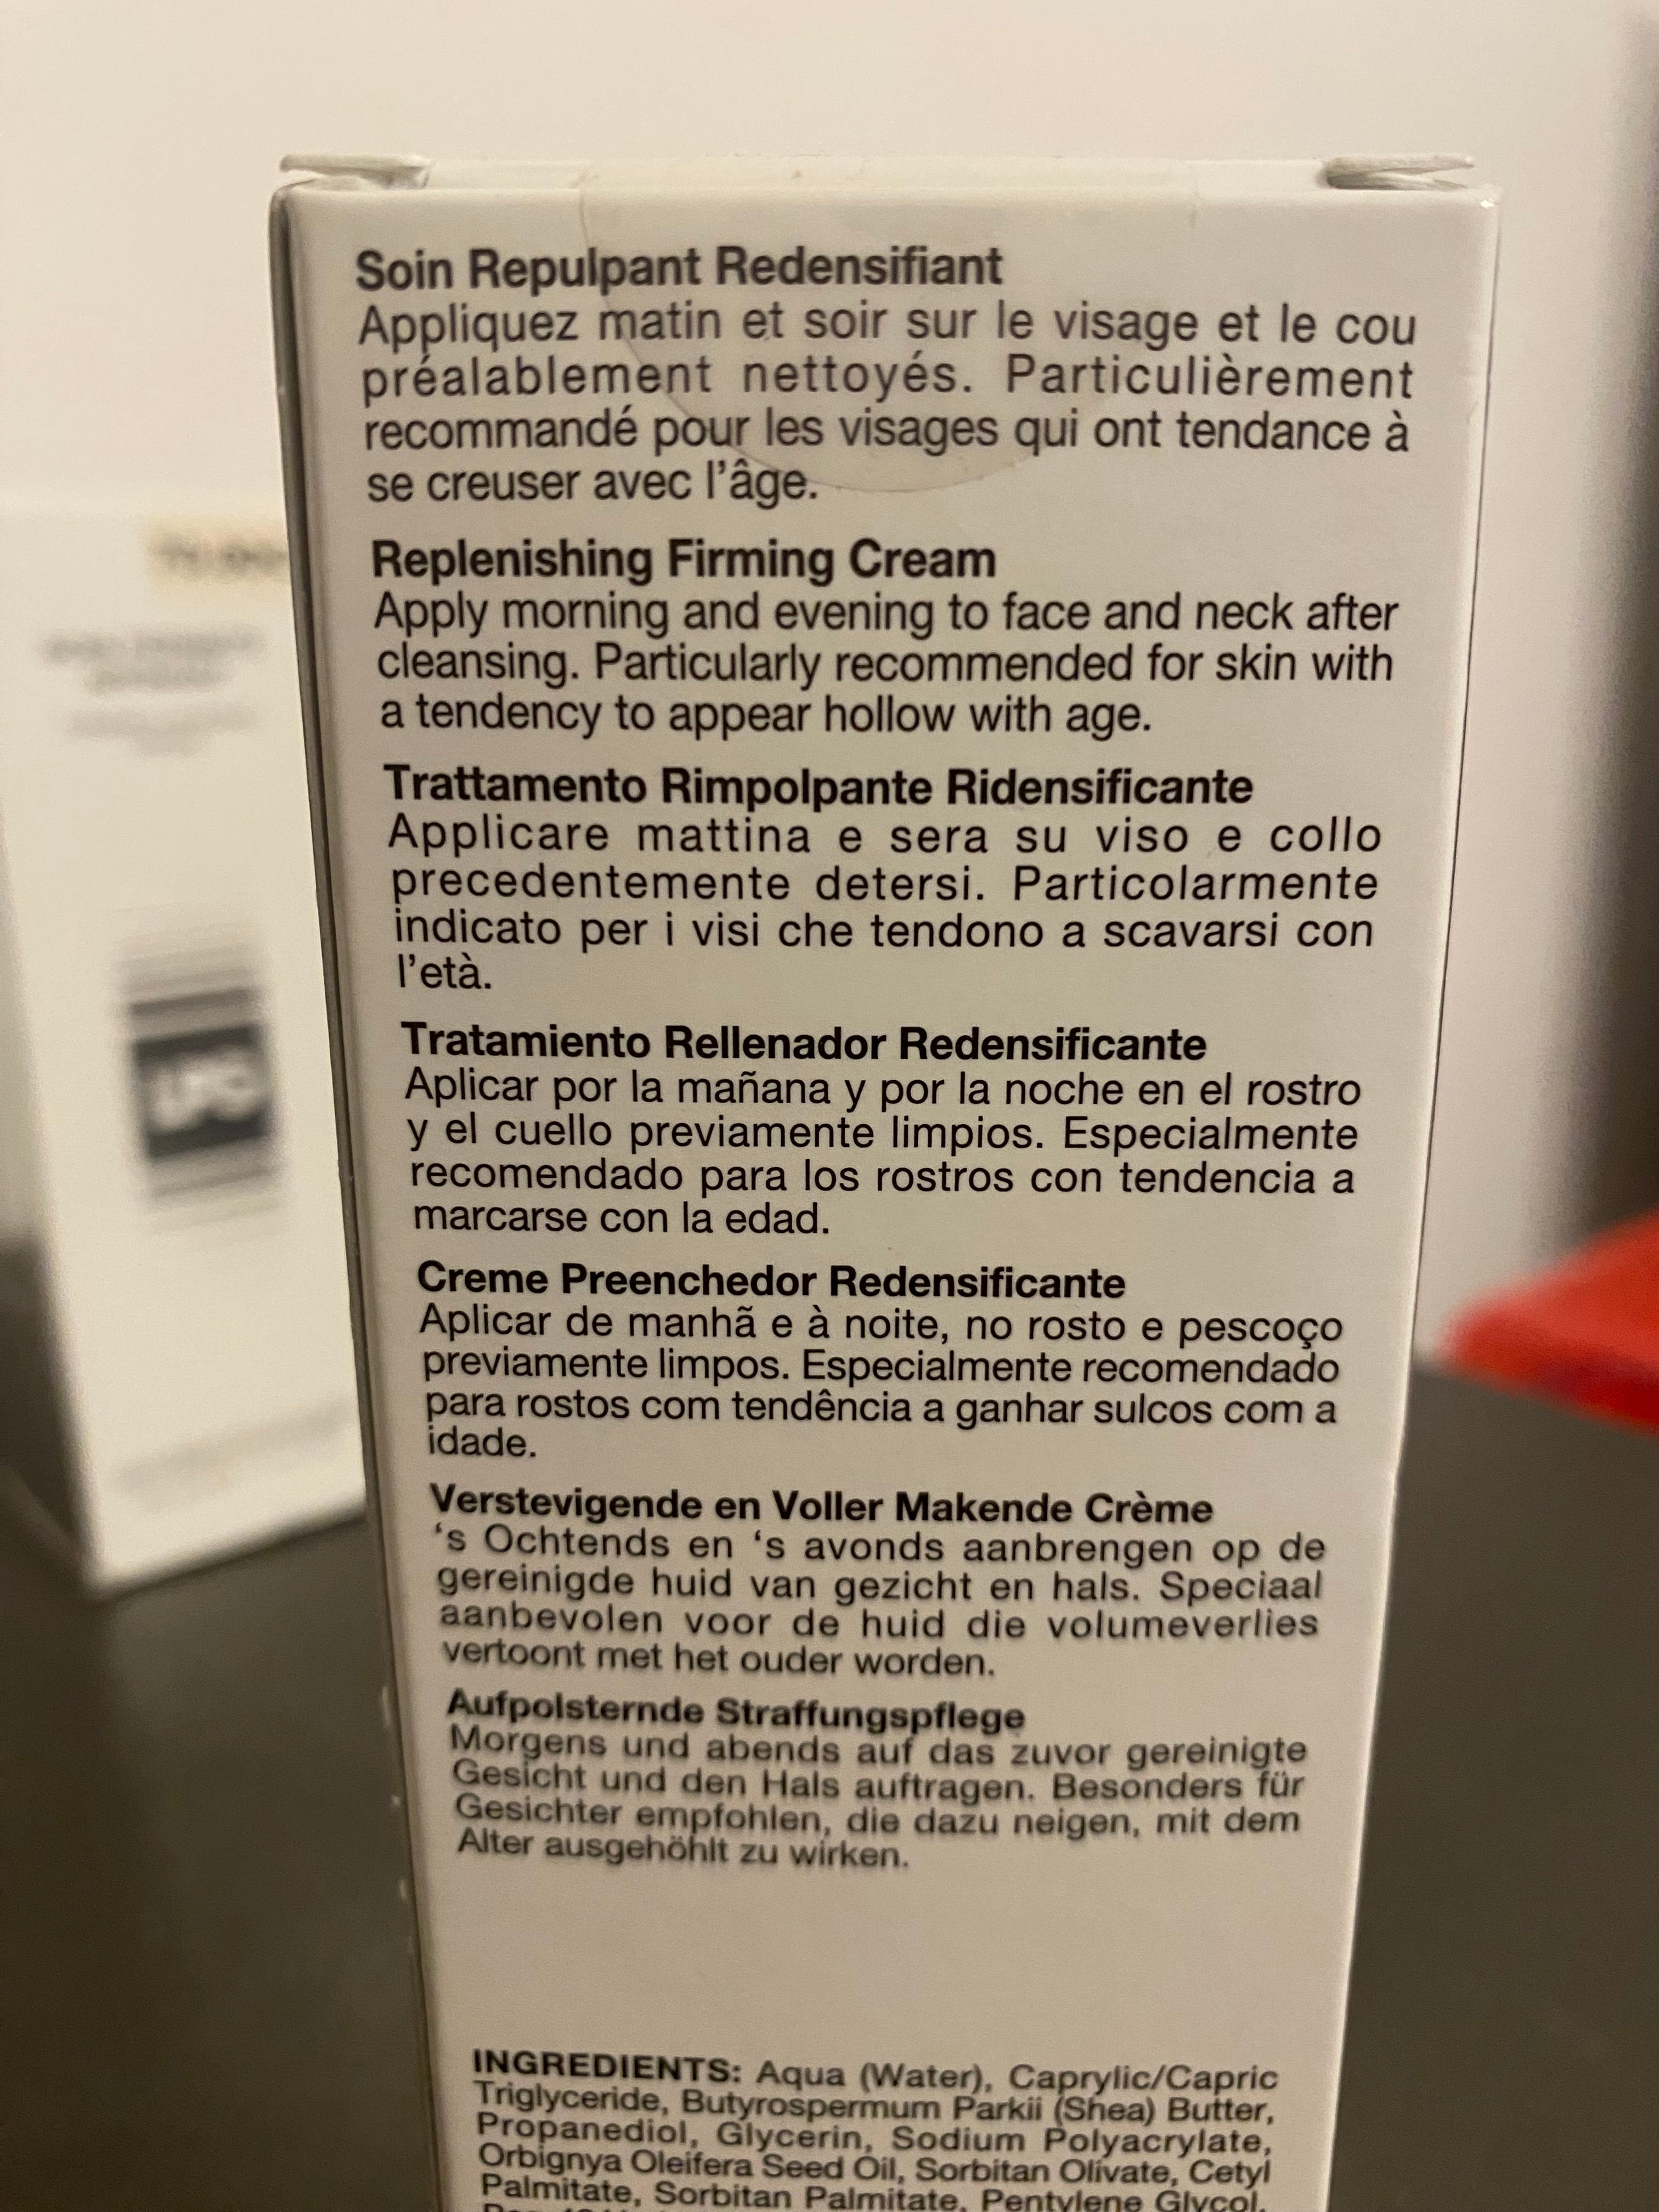 Soin Repulpant Redensifiant
Appliquez matin et soir sur le visage et le cou
préalablement nettoyés. Particulièrement
recommandé pour les visages qui ont tendance à
se creuser avec l'âge.
Replenishing Firming Cream
Apply morning and evening to face and neck after
cleansing. Particularly recommended for skin with
a tendency to appear hollow with age.
Trattamento Rimpolpante Ridensificante
Applicare mattina e sera su viso e collo
precedentemente detersi. Particolarmente
indicato per i visi che tendono a scavarsi con
l'età.
Tratamiento Rellenador Redensificante
Aplicar por la mañana y por la noche en el rostro
y el cuello previamente limpios. Especialmente
recomendado para los rostros con tendencia a
marcarse con la edad.
Creme Preenchedor Redensificante
Aplicar de manhã e à noite, no rosto e pescoço
previamente limpos. Especialmente recomendado
para rostos com tendência a ganhar sulcos com a
idade.
Verstevigende en Voller Makende Crème
‘s Ochtends en ‘s avonds aanbrengen op de
gereinigde huid van gezicht en hals. Speciaal
aanbevolen voor de huid die volumeverlies
vertoont met het ouder worden.
Aufpolsternde Straffungspflege
Morgens und abends auf das zuvor gereinigte
Gesicht und den Hals auftragen. Besonders für
Gesichter empfohlen, die dazu neigen, mit dem
Alter ausgehöhlt zu wirken.
INGREDIENTS: Aqua (Water), Caprylic/Capric
Triglyceride, Butyrospermum Parkii (Shea) Butter,
Propanediol, Glycerin, Sodium Polyacrylate,
Orbignya Oleifera Seed Oil, Sorbitan Olivate, Cetyl
Palmitate, Sorbitan Palmitate, Pentylene Glycol,